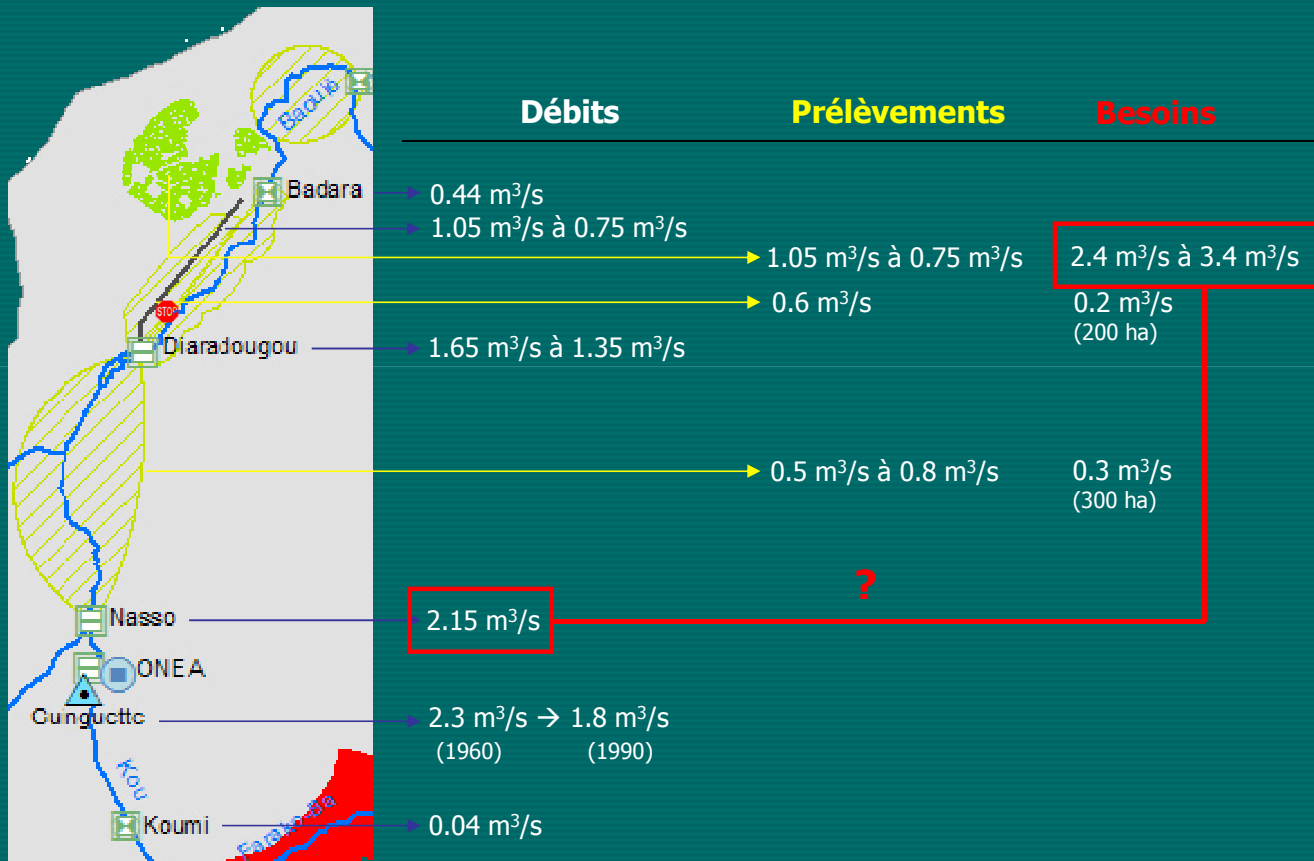 Débits Prélèvements Besoins
Baoulé
Badara 0.44 m³/s
1.05 m³/s à 0.75 m³/s
1.05 m³/s à 0.75 m³/s 2.4 m³/s à 3.4 m³/s
STOP 0.6 m³/s 0.2 m³/s
(200 ha)
Diaradougou 1.65 m³/s à 1.35 m³/s
0.5 m³/s à 0.8 m³/s 0.3 m³/s
(300 ha)
?
Nasso 2.15 m³/s
ONEA
Guinguette 2.3 m³/s → 1.8 m³/s
(1960) (1990)
Kou
Farako-Ba
Koumi 0.04 m³/s